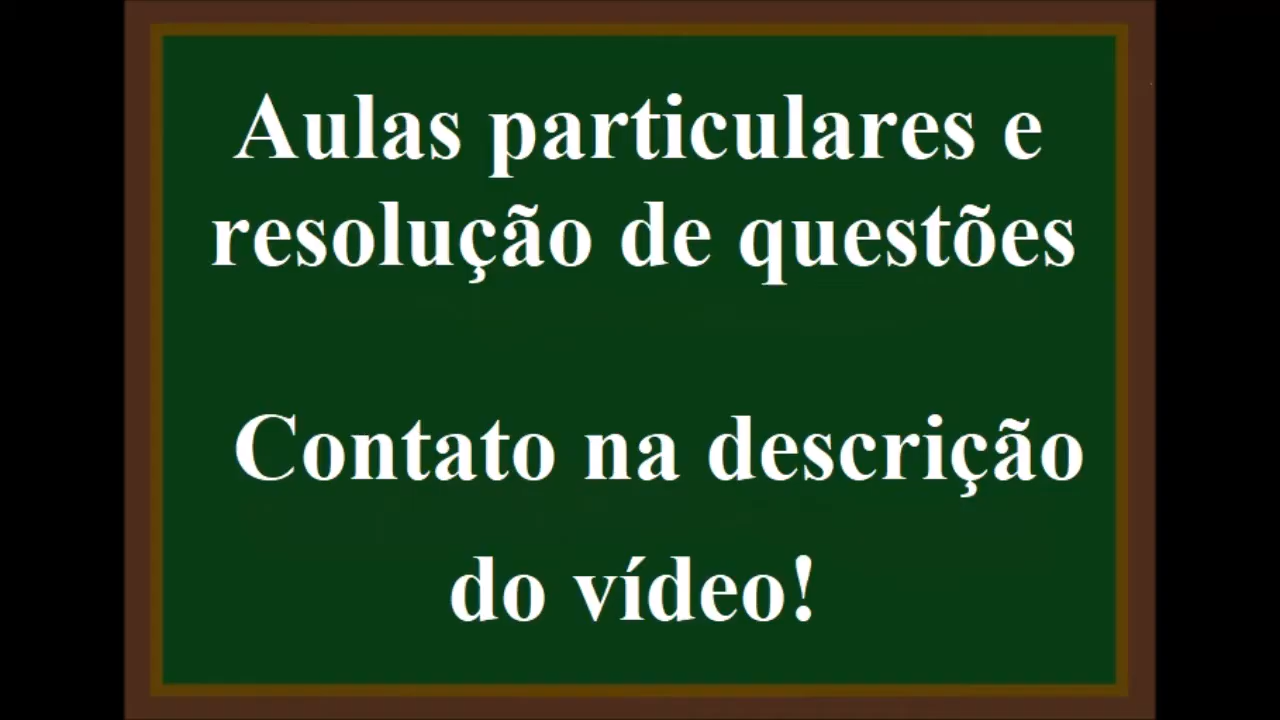 Aulas particulares e
resolução de questões
Contato na descrição
do vídeo!